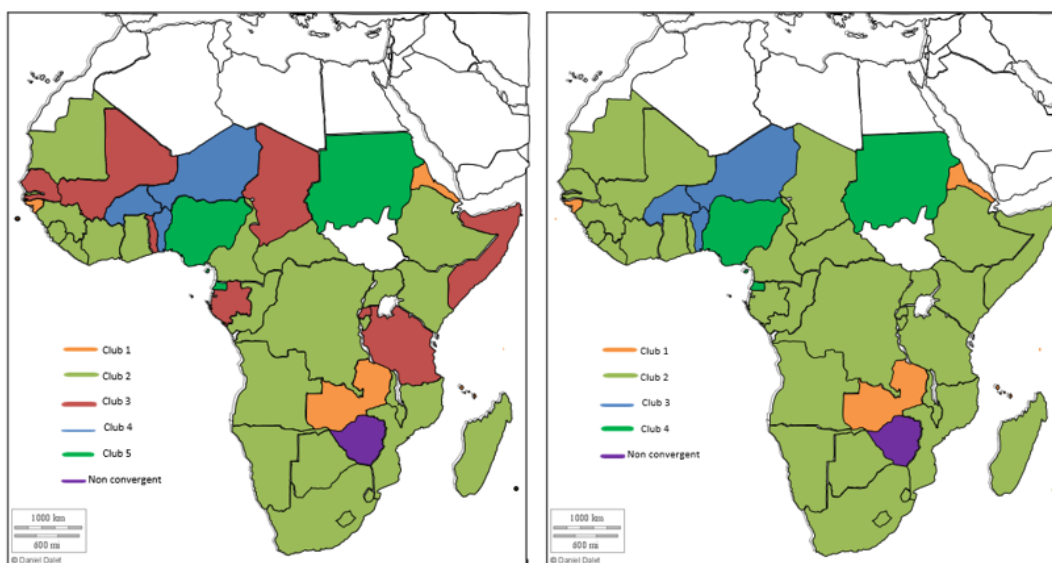 Club 1
Club 2
Club 3
Club 4
Club 5
Non convergent
1000 km
600 mi
© Daniel Dalet
Club 1
Club 2
Club 3
Club 4
Non convergent
1000 km
600 mi
© Daniel Dalet